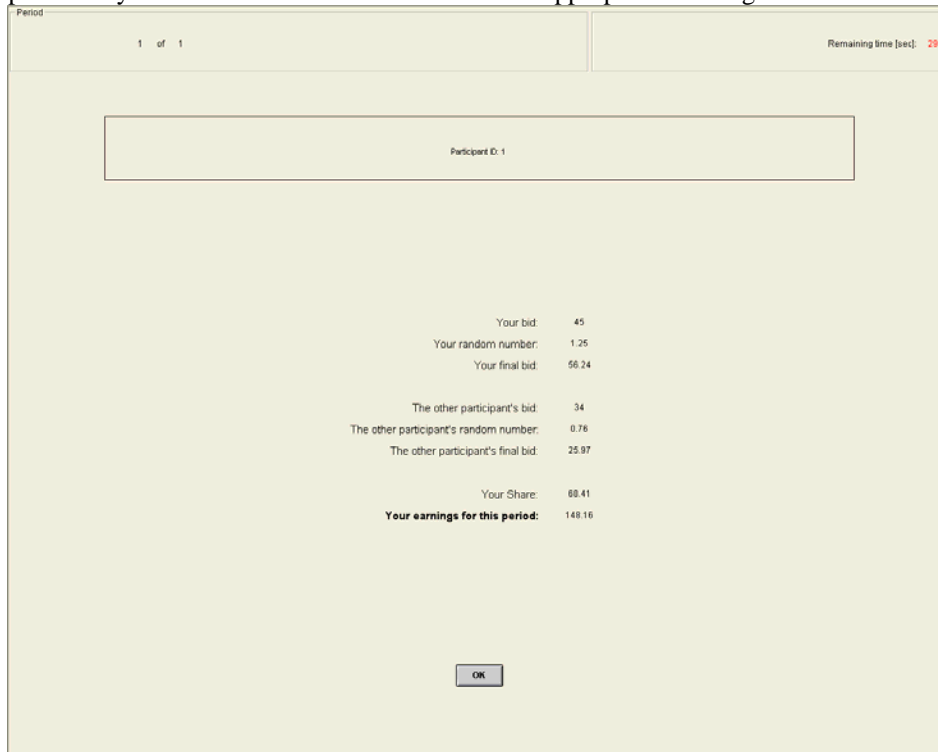 Period
1 of 1
Remaining time [sec]: 29
Participant ID: 1
Your bid: 45
Your random number: 1.25
Your final bid: 56.24
The other participant's bid: 34
The other participant's random number: 0.76
The other participant's final bid: 25.97
Your Share: 68.41
Your earnings for this period: 148.16
OK